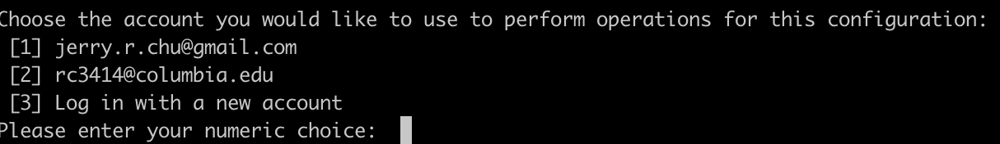 Choose the account you would like to use to perform operations for this configuration:
[1] jerry.r.chu@gmail.com
[2] rc3414@columbia.edu
[3] Log in with a new account
Please enter your numeric choice: